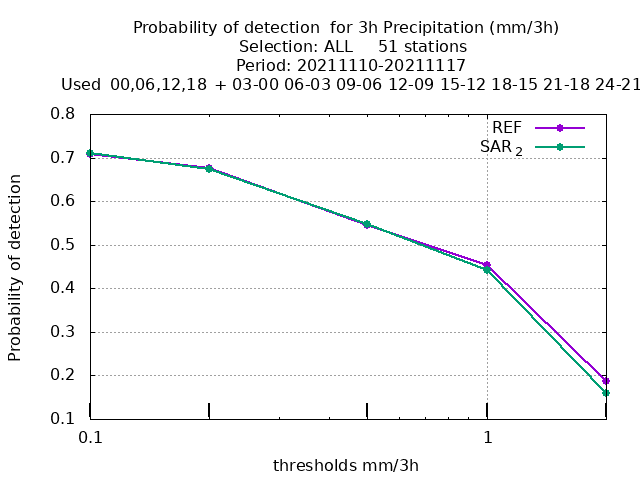 Probability of detection  for 3h Precipitation (mm/3h)
Selection: ALL     51 stations
Period: 20211110-20211117
Used  00,06,12,18  + 03-00 06-03 09-06 12-09 15-12 18-15 21-18 24-21
0.8
REF
SAR 2
0.7
0.6
0.5
0.4
0.3
0.2
0.1
Probability of detection
0.1
1
thresholds mm/3h